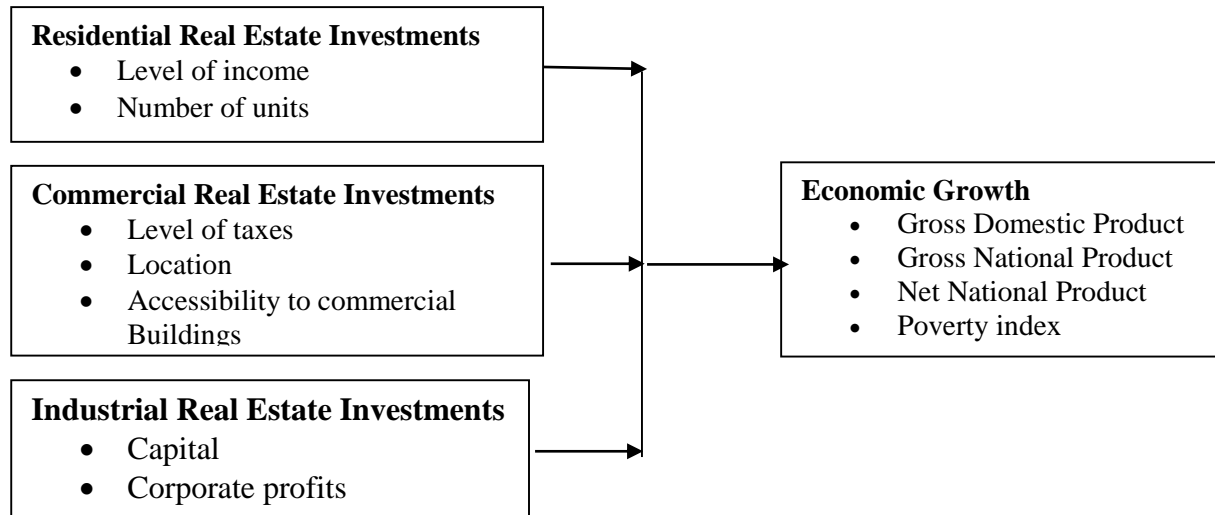 Residential Real Estate Investments
• Level of income
• Number of units
Commercial Real Estate Investments
• Level of taxes
• Location
• Accessibility to commercial
Buildings
Industrial Real Estate Investments
• Capital
• Corporate profits
Economic Growth
• Gross Domestic Product
• Gross National Product
• Net National Product
• Poverty index